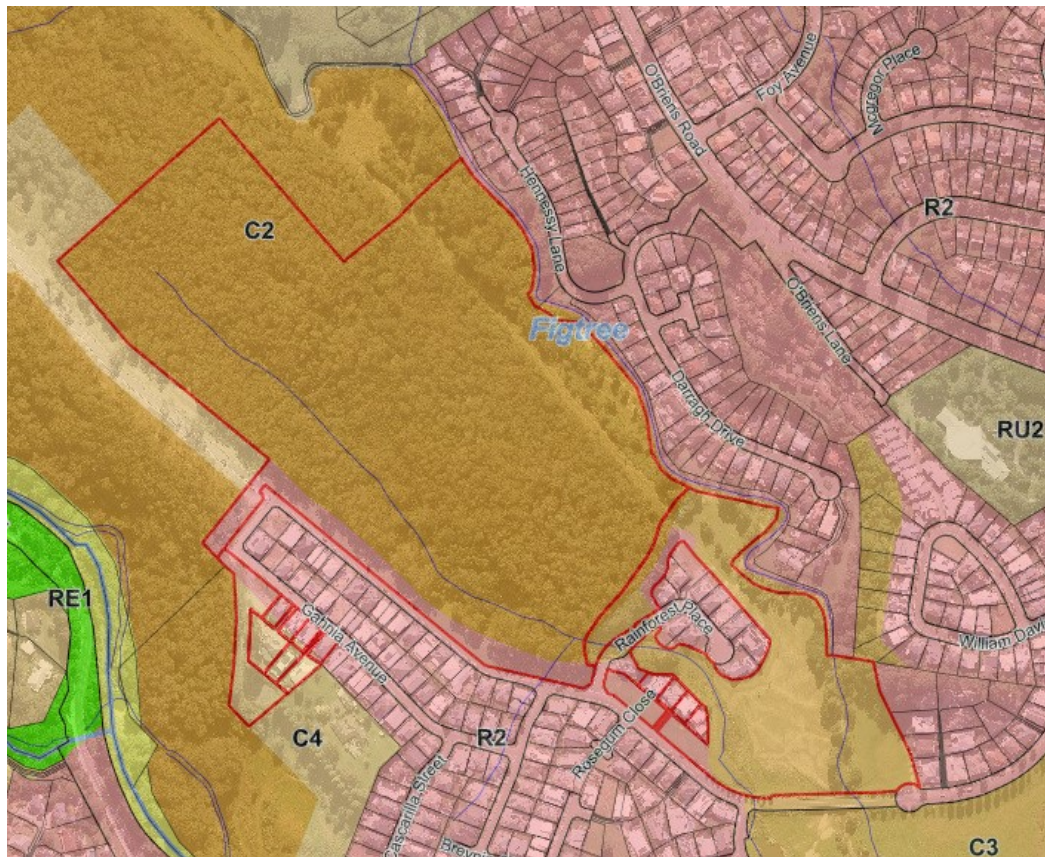 Foy Avenue
Mcgregor Place
O'Briens Road
Hennessy Lane
R2
C2
O'Briens Lane
Figtree
Darragh Drive
RU2
RE1
Gahnia Avenue
Rainforest Place
William Davi
Rosegum Close
C4
R2
Cascarilla Street
Breyni
C3